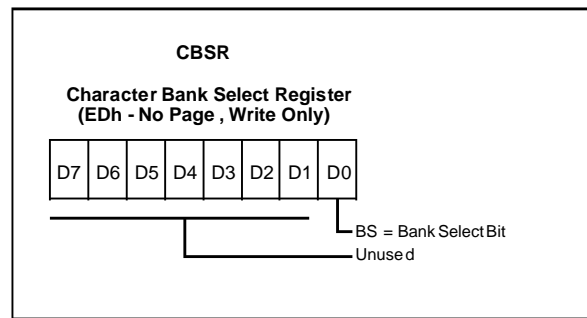 CBSR
Character Bank Select Register
(EDh - No Page , Write Only)
D7 D6 D5 D4 D3 D2 D1 D0
BS = Bank Select Bit
Unused